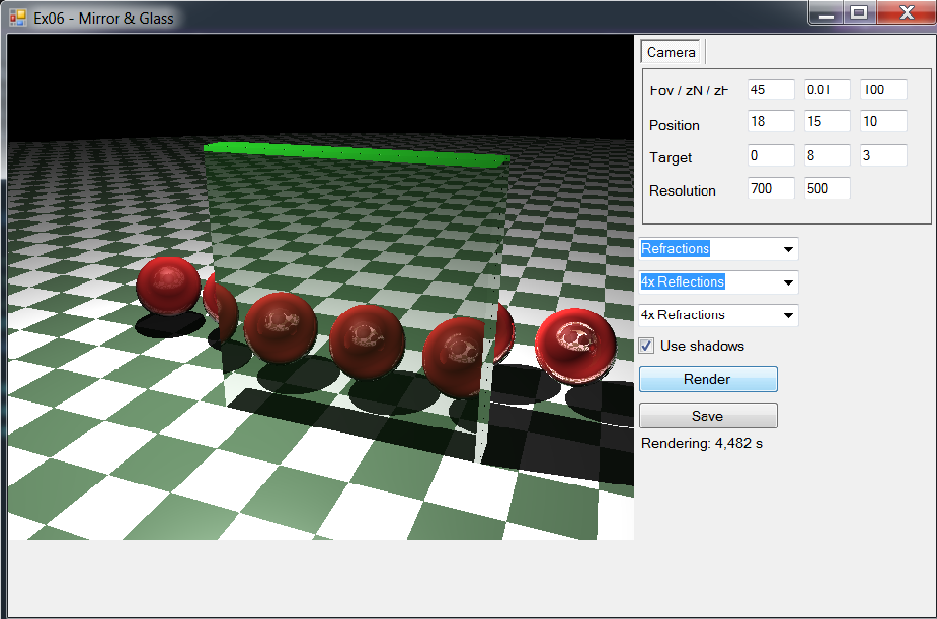 Ex06 - Mirror & Glass
Camera
Fov / zN / zF 45 0.01 100
Position 18 15 10
Target 0 8 3
Resolution 700 500
Refractions
4x Reflections
4x Refractions
Use shadows
Render
Save
Rendering: 4,482 s